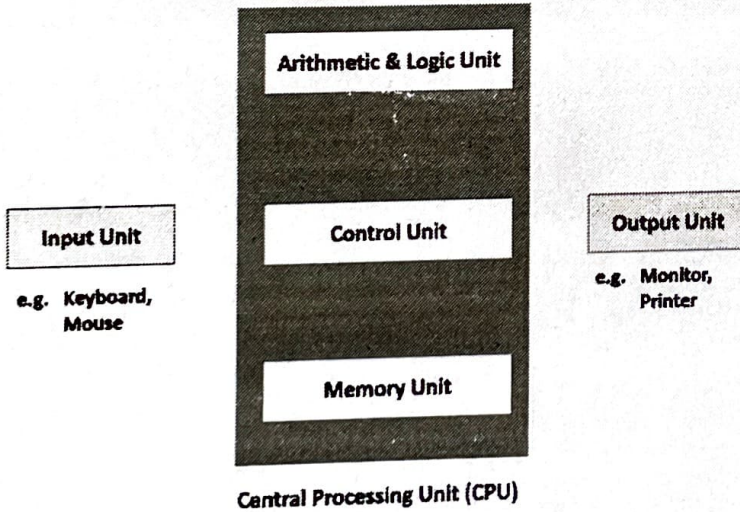 Arithmetic & Logic Unit
Input Unit
e.g. Keyboard,
Mouse
Control Unit
Output Unit
e.g. Monitor,
Printer
Memory Unit
Central Processing Unit (CPU)